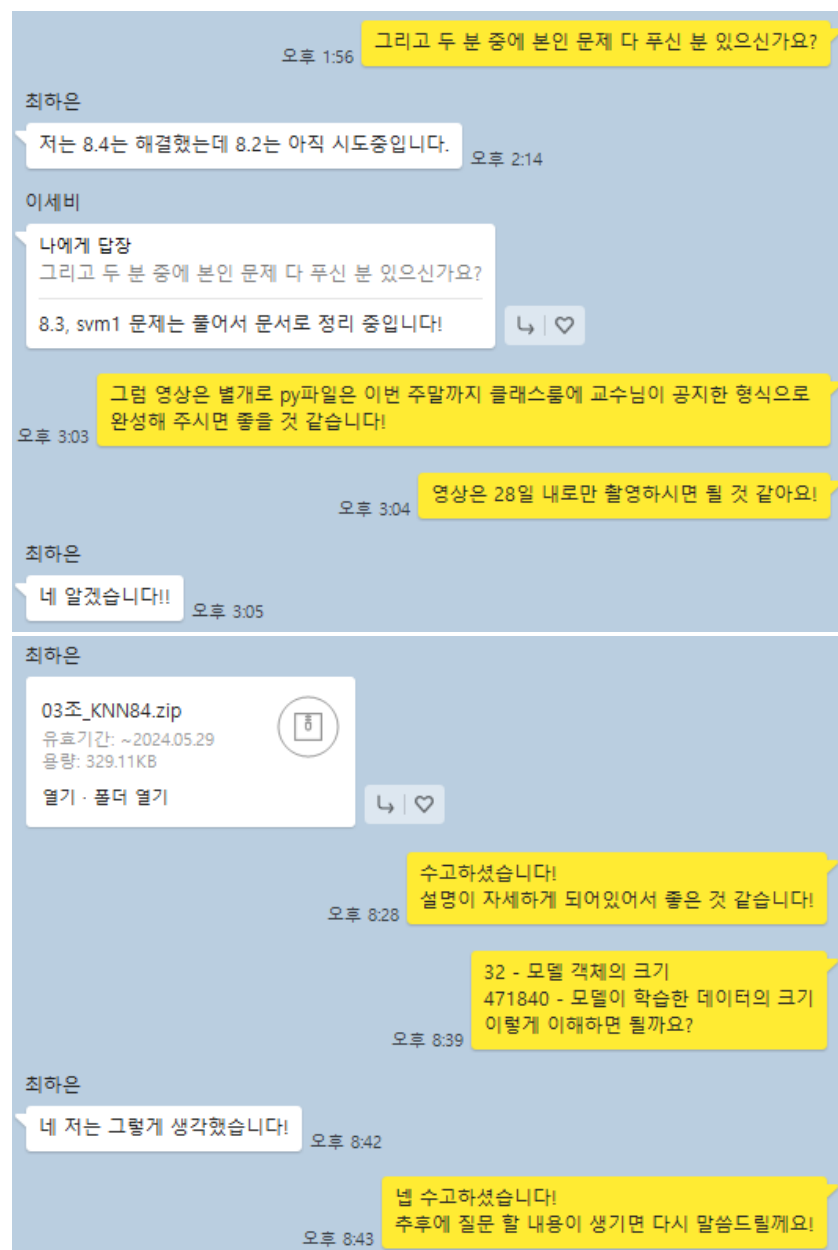 그리고 두 분 중에 본인 문제 다 푸신 분 있으신가요?
오후 1:56
최하은
저는 8.4는 해결했는데 8.2는 아직 시도중입니다.
오후 2:14
이세비
나에게 답장
그리고 두 분 중에 본인 문제 다 푸신 분 있으신가요?
8.3, svm1 문제는 풀어서 문서로 정리 중입니다!
그럼 영상은 별개로 py파일은 이번 주말까지 클래스룸에 교수님이 공지한 형식으로
완성해 주시면 좋을 것 같습니다!
오후 3:03
영상은 28일 내로만 촬영하시면 될 것 같아요!
오후 3:04
최하은
네 알겠습니다!!
오후 3:05
최하은
03조_KNN84.zip
유효기간: ~2024.05.29
용량: 329.11KB
열기 · 폴더 열기
수고하셨습니다!
설명이 자세하게 되어있어서 좋은 것 같습니다!
오후 8:28
32 - 모델 객체의 크기
471840 - 모델이 학습한 데이터의 크기
이렇게 이해하면 될까요?
오후 8:39
최하은
네 저는 그렇게 생각했습니다!
오후 8:42
넵 수고하셨습니다!
추후에 질문 할 내용이 생기면 다시 말씀드릴께요!
오후 8:43